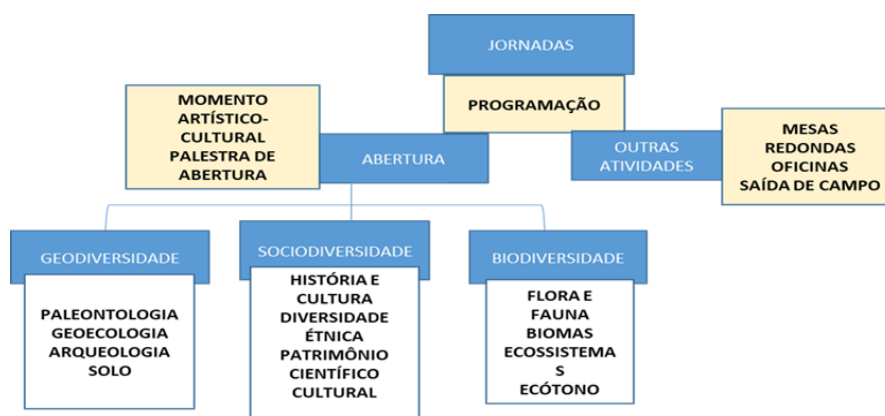 JORNADAS
PROGRAMAÇÃO
MOMENTO
ARTÍSTICO-
CULTURAL
PALESTRA DE
ABERTURA
ABERTURA
OUTRAS
ATIVIDADES
MESAS
REDONDAS
OFICINAS
SAÍDA DE CAMPO
GEODIVERSIDADE
PALEONTOLOGIA
GEOECOLOGIA
ARQUEOLOGIA
SOLO
SOCIODIVERSIDADE
HISTÓRIA E
CULTURA
DIVERSIDADE
ÉTNICA
PATRIMÔNIO
CIENTÍFICO
CULTURAL
BIODIVERSIDADE
FLORA E
FAUNA
BIOMAS
ECOSSISTEMA
S
ECÓTONO